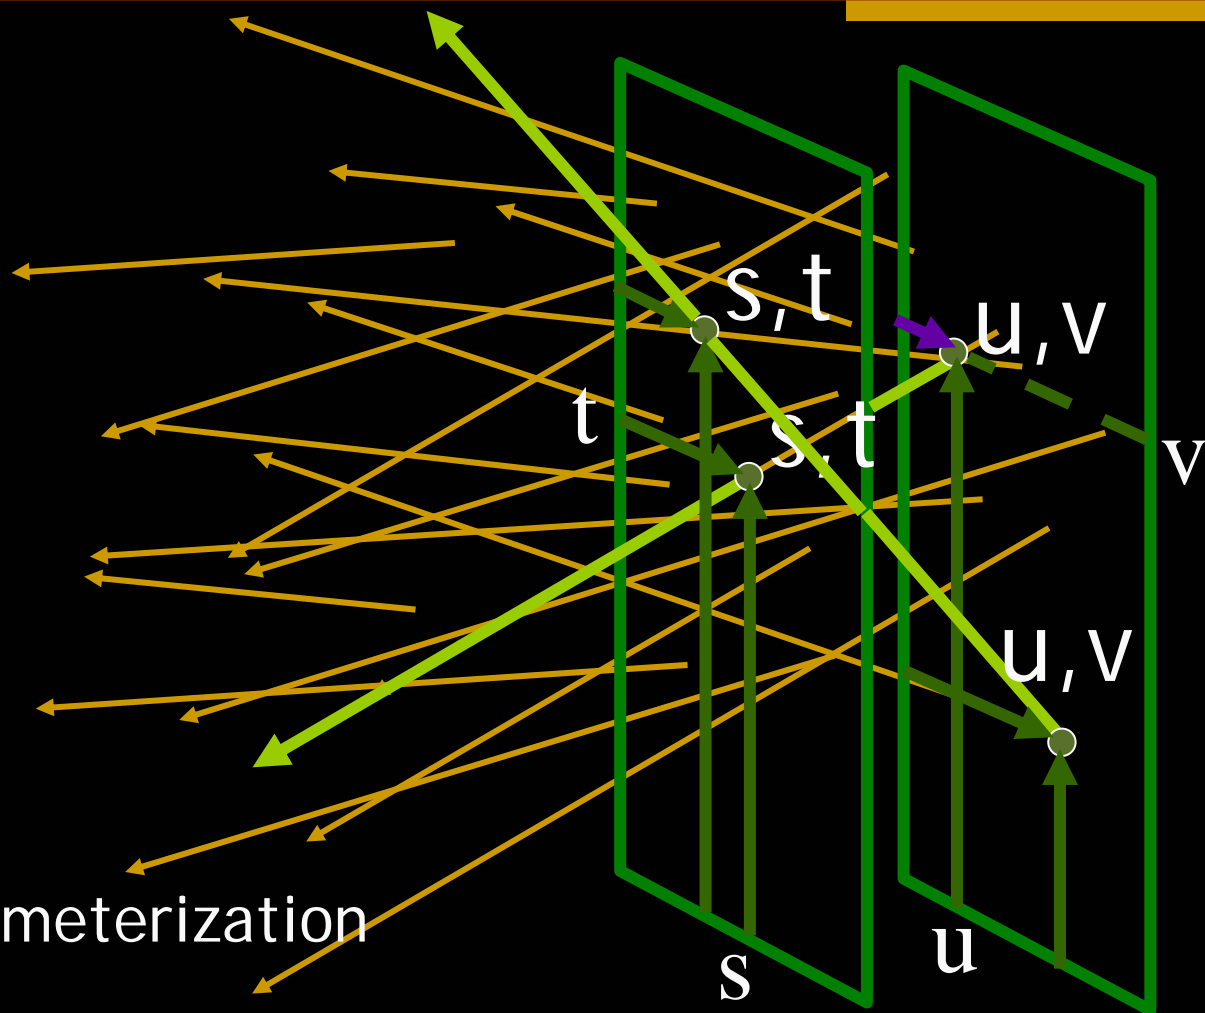 s,t
u,v
t
s,t
v
u,v
meterization
u
s